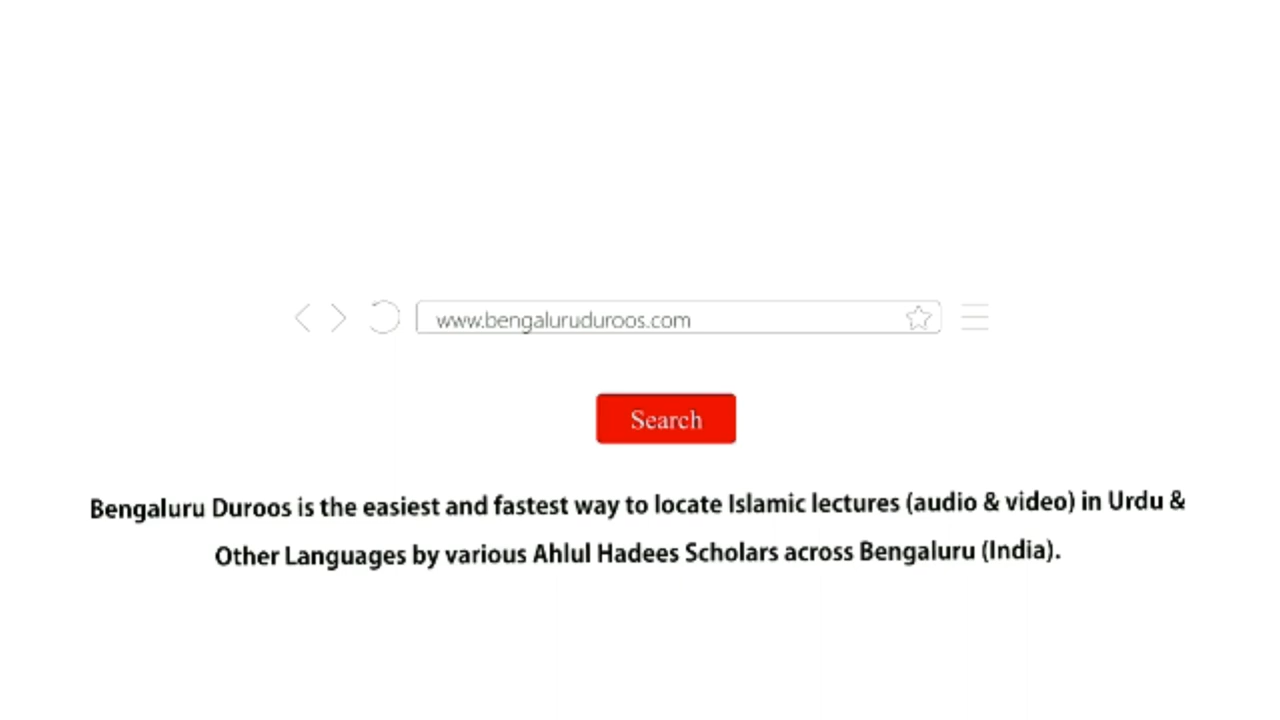 www.bengaluruduroos.com
Search
Bengaluru Duroos is the easiest and fastest way to locate Islamic lectures (audio & video) in Urdu &
Other Languages by various Ahlul Hadees Scholars across Bengaluru (India).